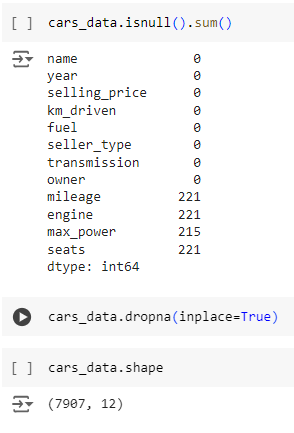 [ ] cars_data.isnull().sum()
name 0
year 0
selling_price 0
km_driven 0
fuel 0
seller_type 0
transmission 0
owner 0
mileage 221
engine 221
max_power 215
seats 221
dtype: int64
cars_data.dropna(inplace=True)
[ ] cars_data.shape
(7907, 12)